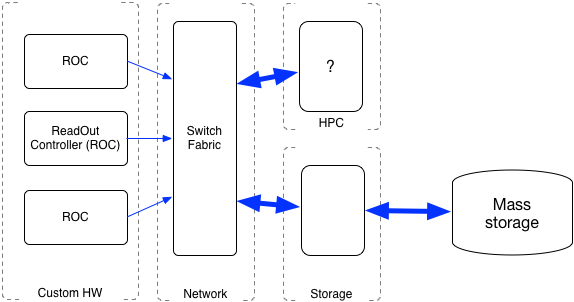 ROC
ReadOut
Controller (ROC)
ROC
Custom HW
Switch
Fabric
Network
?
HPC
Storage
Mass
storage